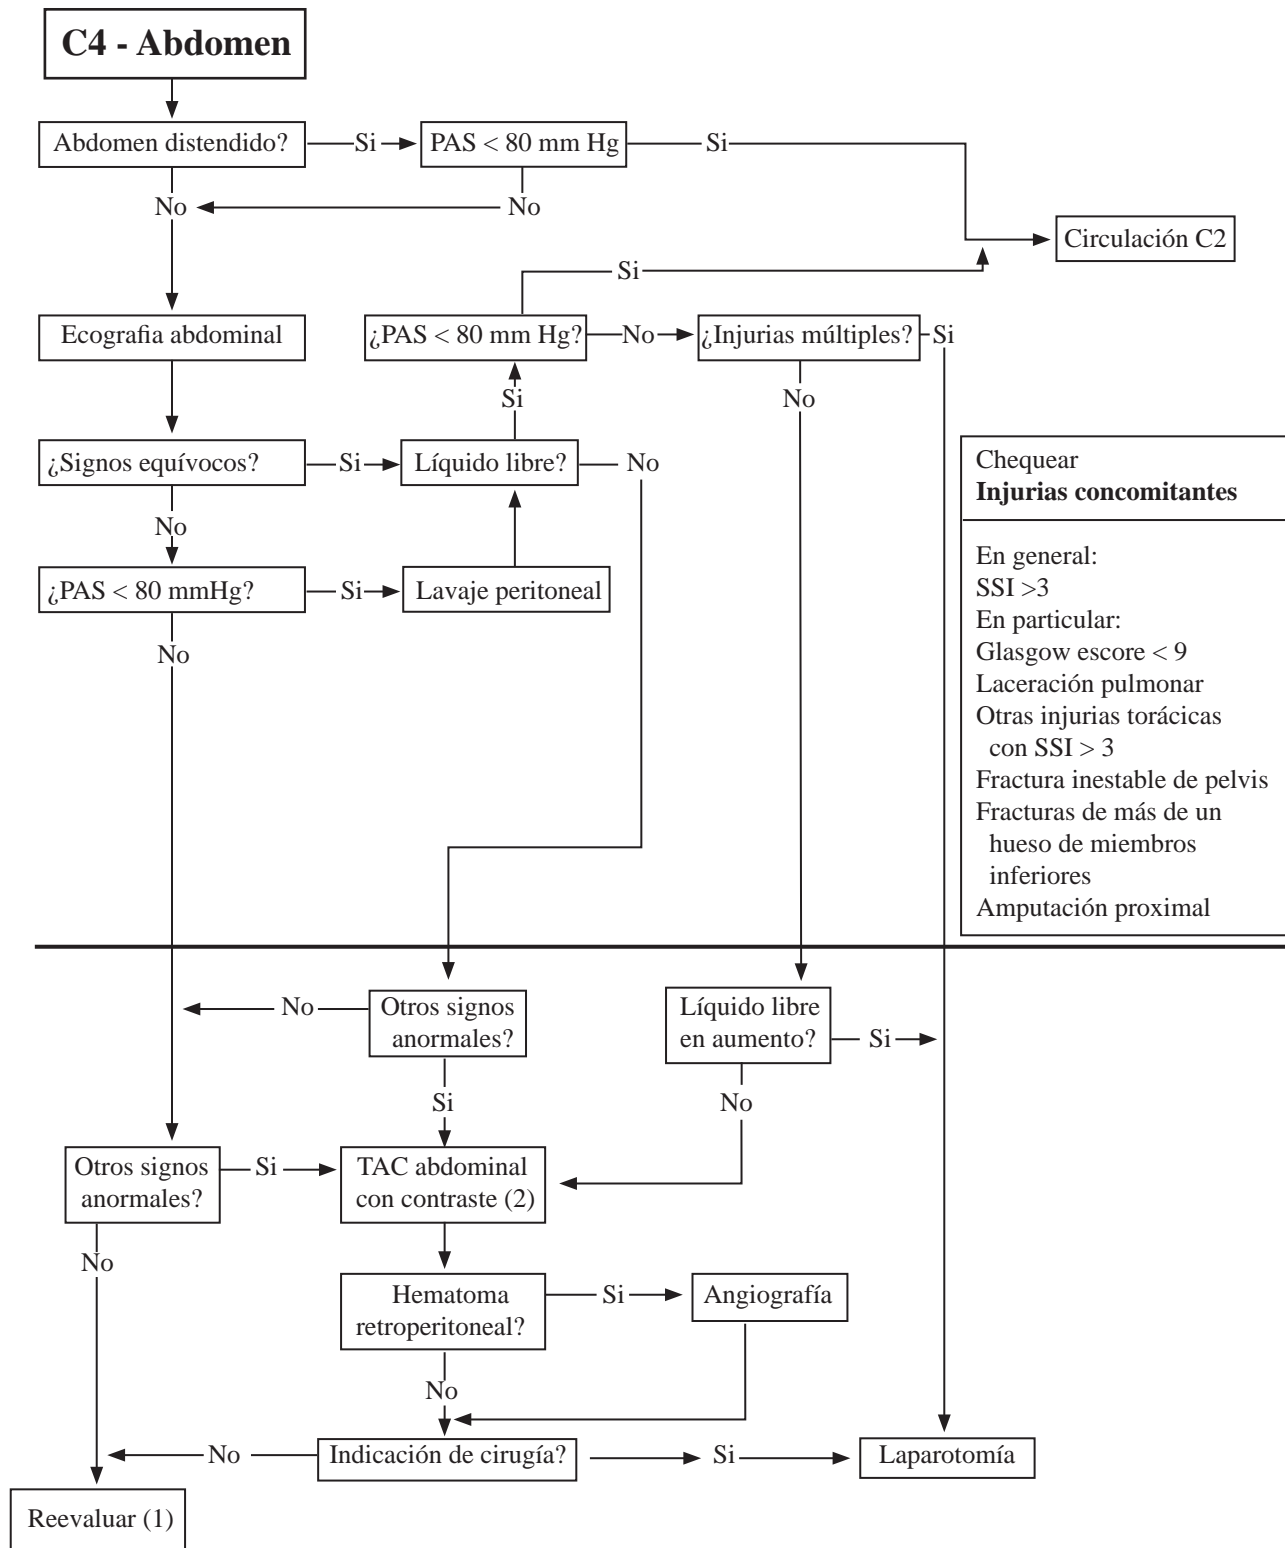 C4 - Abdomen
Abdomen distendido?
Si
PAS < 80 mm Hg
Si
No
No
Circulación C2
Si
Ecografia abdominal
¿PAS < 80 mm Hg?
No
¿Injurias múltiples?
Si
Si
No
¿Signos equívocos?
Si
Líquido libre?
No
No
¿PAS < 80 mmHg?
Si
Lavaje peritoneal
No
Chequear
Injurias concomitantes
En general:
SSI >3
En particular:
Glasgow escore < 9
Laceración pulmonar
Otras injurias torácicas
con SSI > 3
Fractura inestable de pelvis
Fracturas de más de un
hueso de miembros
inferiores
Amputación proximal
No
Otros signos
anormales?
Líquido libre
en aumento?
Si
Si
No
Otros signos
anormales?
Si
TAC abdominal
con contraste (2)
No
Hematoma
retroperitoneal?
Si
Angiografía
No
No
Indicación de cirugía?
Si
Laparotomía
Reevaluar (1)